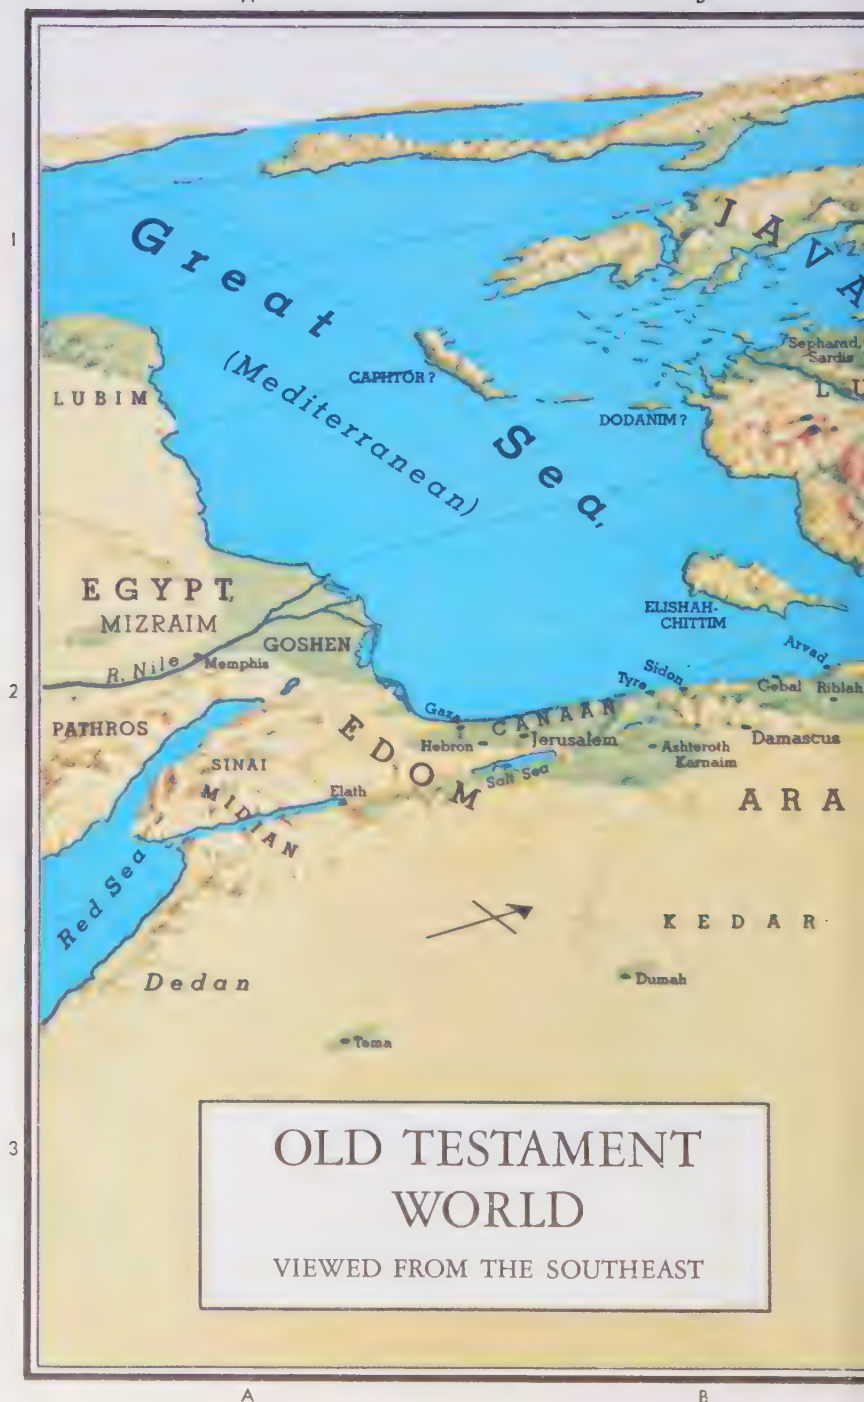 A
B
1
Great Sea,
(Mediterranean)
JAVA
Sepharad,
Sardis
LU
CAPHTOR?
DODANIM?
LUBIM
EGYPT,
MIZRAIM
GOSHEN
R. Nile
Memphis
ELISHAH-
CHITTIM
2
PATHROS
SINAI
MIDIAN
Elath
EDOM
Gaza
CANAAN
Hebron
Jerusalem
Salt Sea
Tyre
Sidon
Arvad
Gebal
Riblah
Ashteroth
Karnaim
Damascus
ARA
Red Sea
KEDAR
Dedan
Dumah
Tema
3
OLD TESTAMENT
WORLD
VIEWED FROM THE SOUTHEAST
A
B